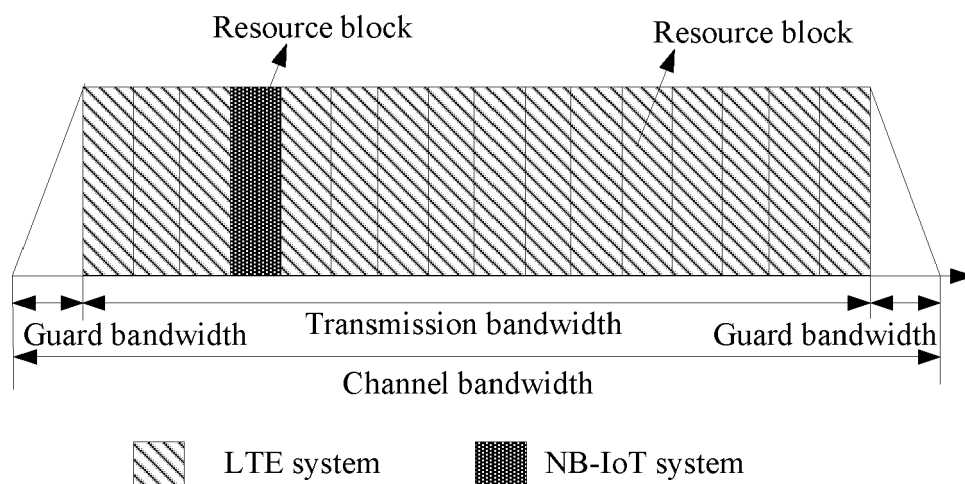 Resource block
Resource block
Guard bandwidth
Transmission bandwidth
Guard bandwidth
Channel bandwidth
LTE system
NB-IoT system